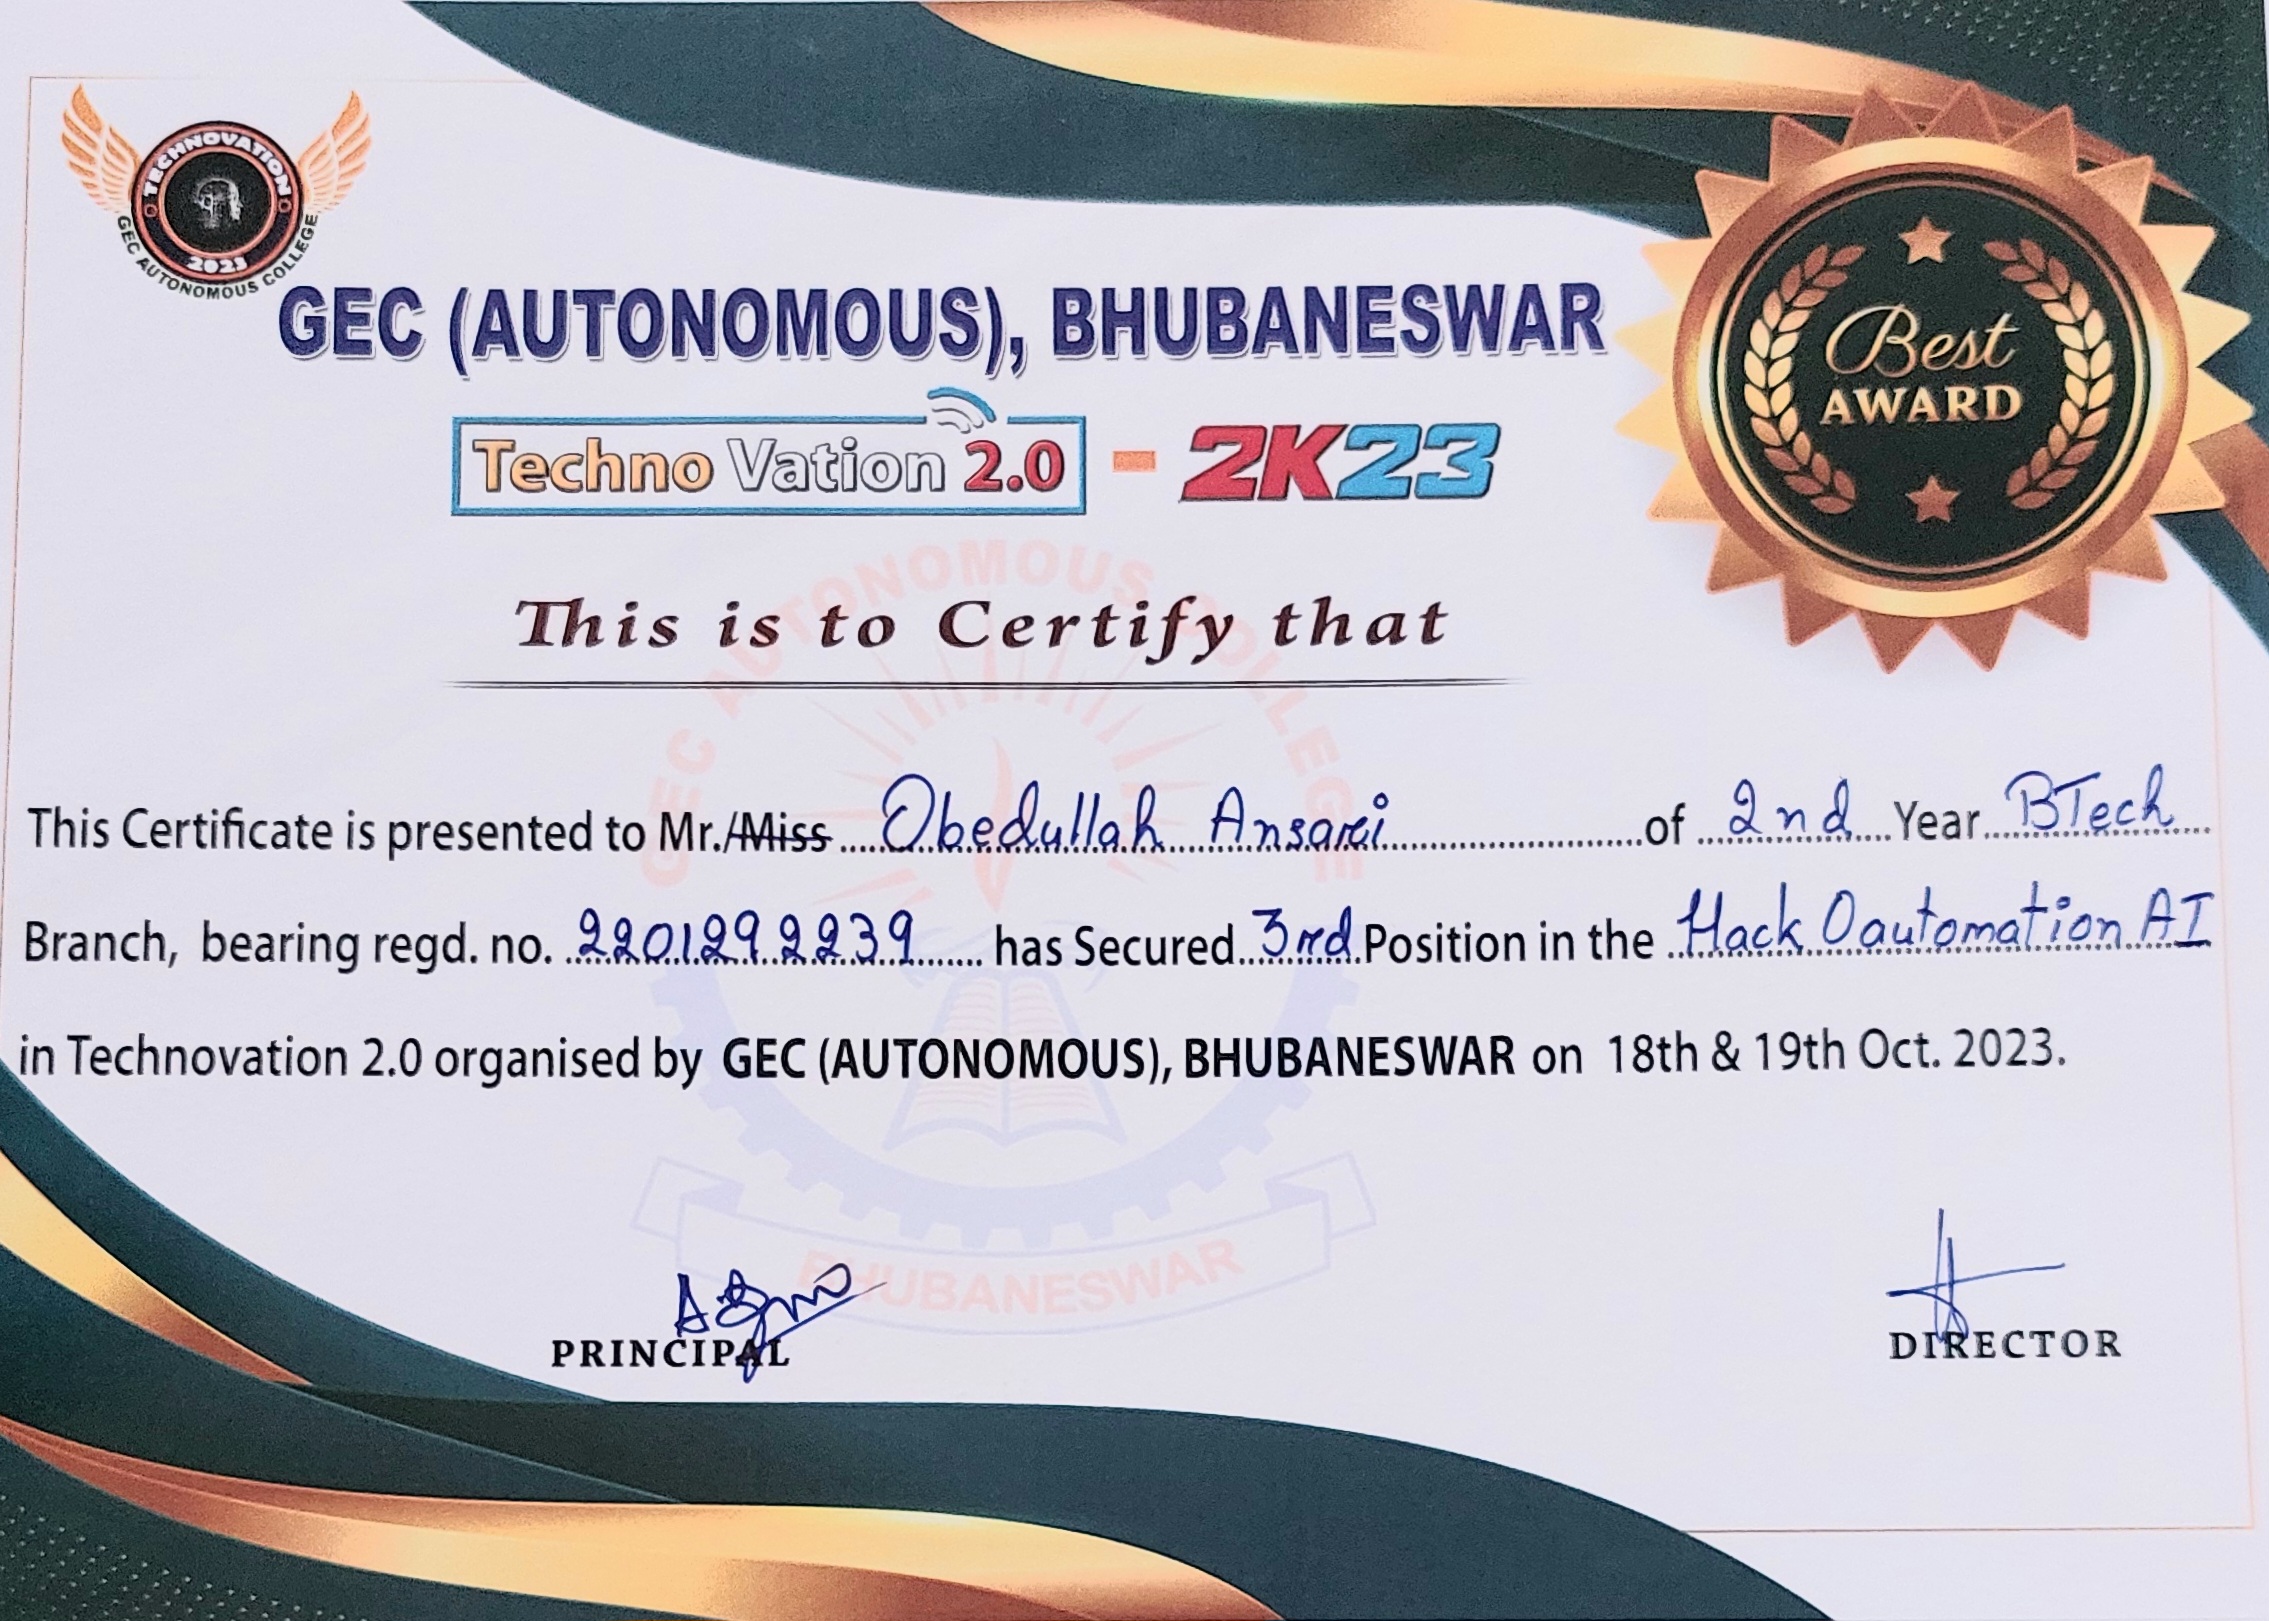 TECHNOVATION
2023
GEC AUTONOMOUS COLLEGE
GEC (AUTONOMOUS), BHUBANESWAR
Best
AWARD
Techno Vation 2.0 - 2K23
GEC AUTONOMOUS COLLEGE
This is to Certify that
This Certificate is presented to Mr./Miss Obedullah Ansari of 2nd Year BTech
Branch, bearing regd. no. 2201292239 has Secured 3rd Position in the Hack Oautomation AI
in Technovation 2.0 organised by GEC (AUTONOMOUS), BHUBANESWAR on 18th & 19th Oct. 2023.
BHUBANESWAR
PRINCIPAL
DIRECTOR